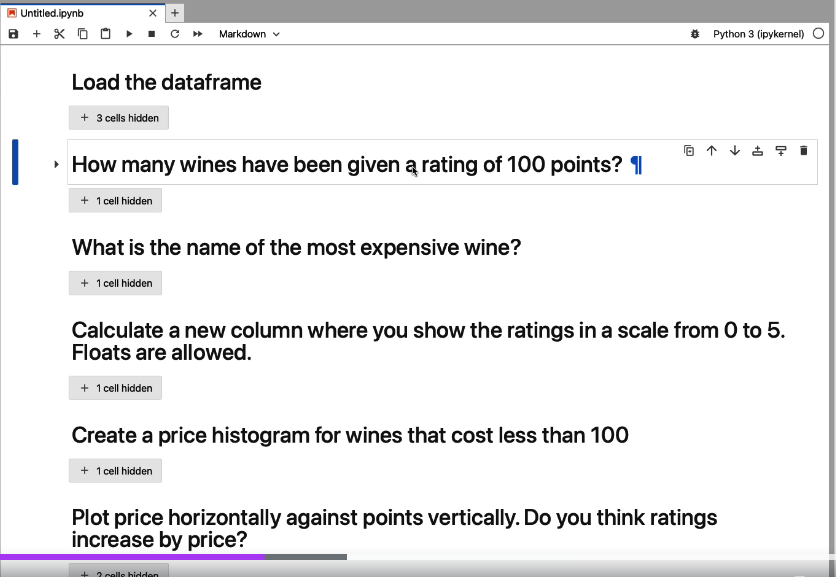 Untitled.ipynb
Markdown
Python 3 (ipykernel)
Load the dataframe
3 cells hidden
How many wines have been given a rating of 100 points? ¶
1 cell hidden
What is the name of the most expensive wine?
1 cell hidden
Calculate a new column where you show the ratings in a scale from 0 to 5.
Floats are allowed.
1 cell hidden
Create a price histogram for wines that cost less than 100
1 cell hidden
Plot price horizontally against points vertically. Do you think ratings
increase by price?
2 cells hidden